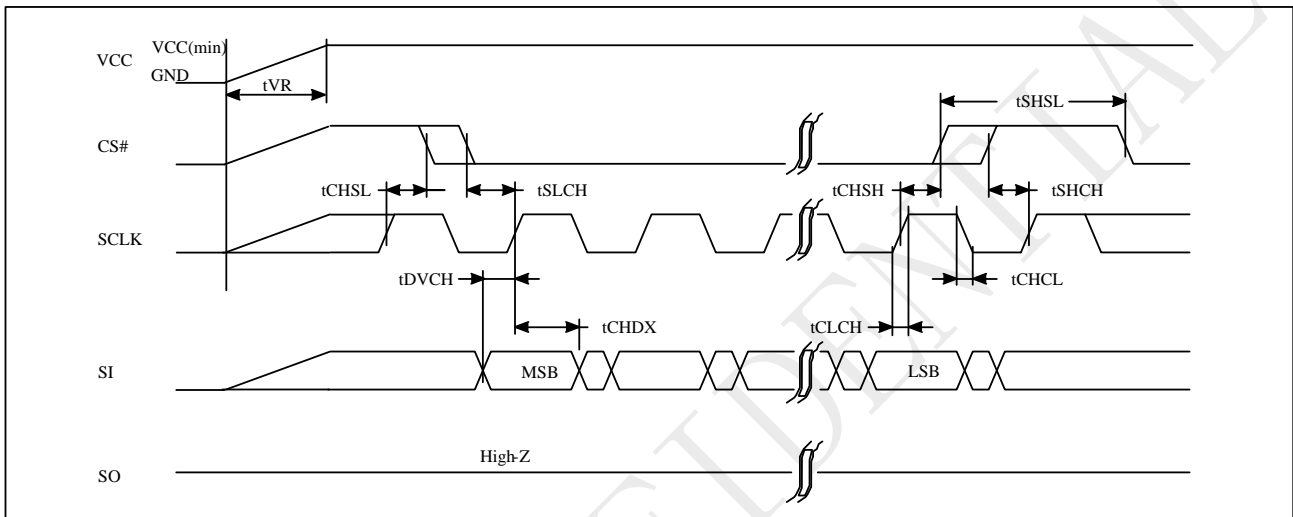 VCC
VCC(min)
GND
tVR
tSHSL
CS#
tCHSL
tSLCH
tCHSH
tSHCH
SCLK
tDVCH
tCHCL
tCHDX
tCLCH
SI
MSB
LSB
High-Z
SO
IDENTIAL